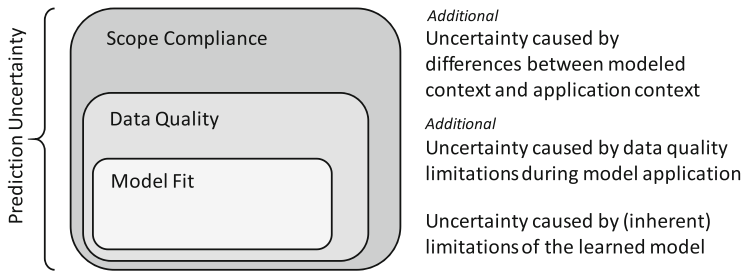 Prediction Uncertainty
Scope Compliance
Data Quality
Model Fit
Additional
Uncertainty caused by
differences between modeled
context and application context
Additional
Uncertainty caused by data quality
limitations during model application
Uncertainty caused by (inherent)
limitations of the learned model